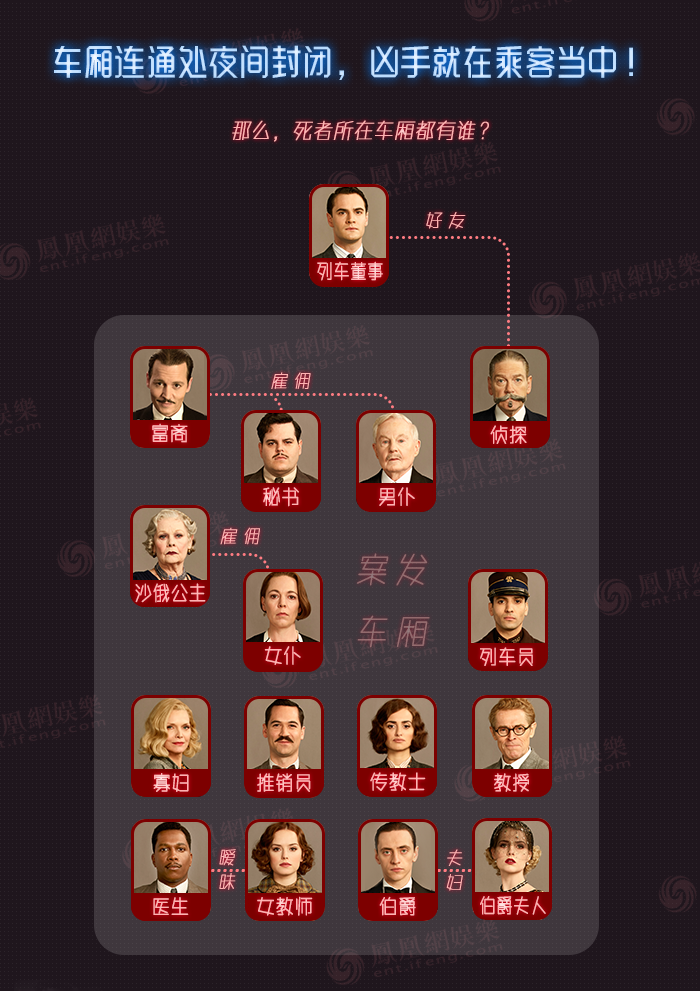 车厢连通处夜间封闭，凶手就在乘客当中！
那么，死者所在车厢都有谁？
好友
列车董事
雇佣
富商
侦探
秘书
男仆
雇佣
沙俄公主
案发
车厢
女仆
列车员
寡妇
推销员
传教士
教授
暧昧
夫妇
医生
女教师
伯爵
伯爵夫人
鳳凰網娛樂
ent.ifeng.com